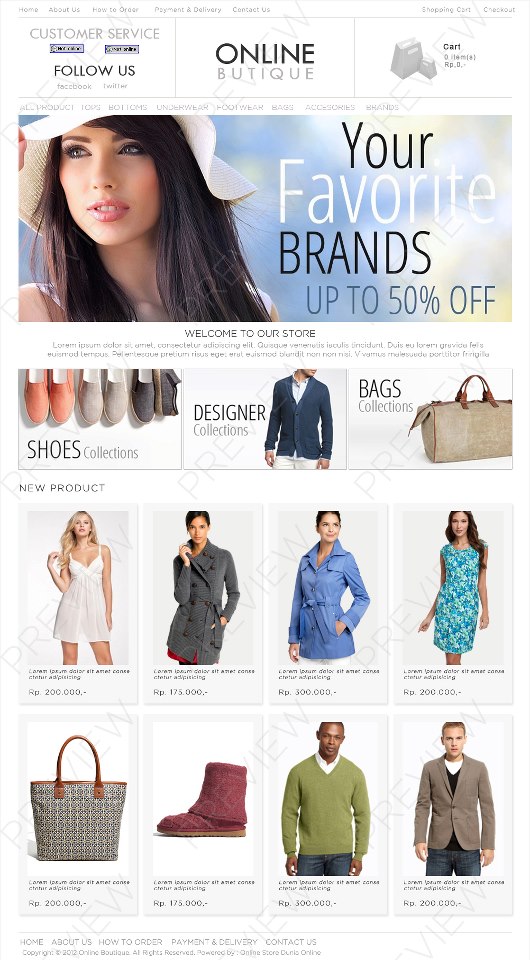 Home About Us How to Order Payment & Delivery Contact Us Shopping Cart Checkout
CUSTOMER SERVICE
Not online Not online
FOLLOW US
facebook twitter
ONLINE
BUTIQUE
Cart
0 item(s)
Rp,0,-
ALL PRODUCT TOPS BOTTOMS UNDERWEAR FOOTWEAR BAGS ACCESORIES BRANDS
Your
Favorite
BRANDS
UP TO 50% OFF
WELCOME TO OUR STORE
Lorem ipsum dolor sit amet, consectetur adipiscing elit. Quisque venenatis iaculis tincidunt. Duis eu lorem gravida felis
euismod tempus. Pellentesque pretium risus eget erat euismod blandit non non nisi. Vivamus malesuada porttitor fringilla
SHOES Collections
DESIGNER
Collections
BAGS
Collections
NEW PRODUCT
Lorem ipsum dolor sit amet conse
ctetur adipisicing
Rp. 200.000,-
Lorem ipsum dolor sit amet conse
ctetur adipisicing
Rp. 175.000,-
Lorem ipsum dolor sit amet conse
ctetur adipisicing
Rp. 300.000,-
Lorem ipsum dolor sit amet conse
ctetur adipisicing
Rp. 200.000,-
Lorem ipsum dolor sit amet conse
ctetur adipisicing
Rp. 200.000,-
Lorem ipsum dolor sit amet conse
ctetur adipisicing
Rp. 175.000,-
Lorem ipsum dolor sit amet conse
ctetur adipisicing
Rp. 300.000,-
Lorem ipsum dolor sit amet conse
ctetur adipisicing
Rp. 200.000,-
HOME ABOUT US HOW TO ORDER PAYMENT & DELIVERY CONTACT US
Copyright © 2012 Online Boutique. All Rights Reserved. Powered by : Online Store Dunia Online
PREVIEW